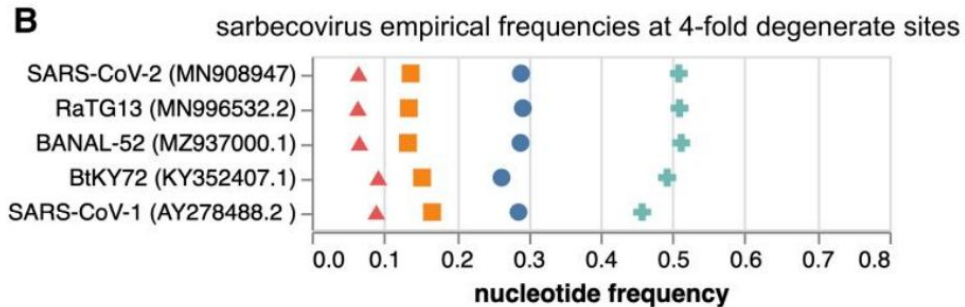 B
sarbecovirus empirical frequencies at 4-fold degenerate sites
SARS-CoV-2 (MN908947)
RaTG13 (MN996532.2)
BANAL-52 (MZ937000.1)
BtKY72 (KY352407.1)
SARS-CoV-1 (AY278488.2 )
0.0 0.1 0.2 0.3 0.4 0.5 0.6 0.7 0.8
nucleotide frequency